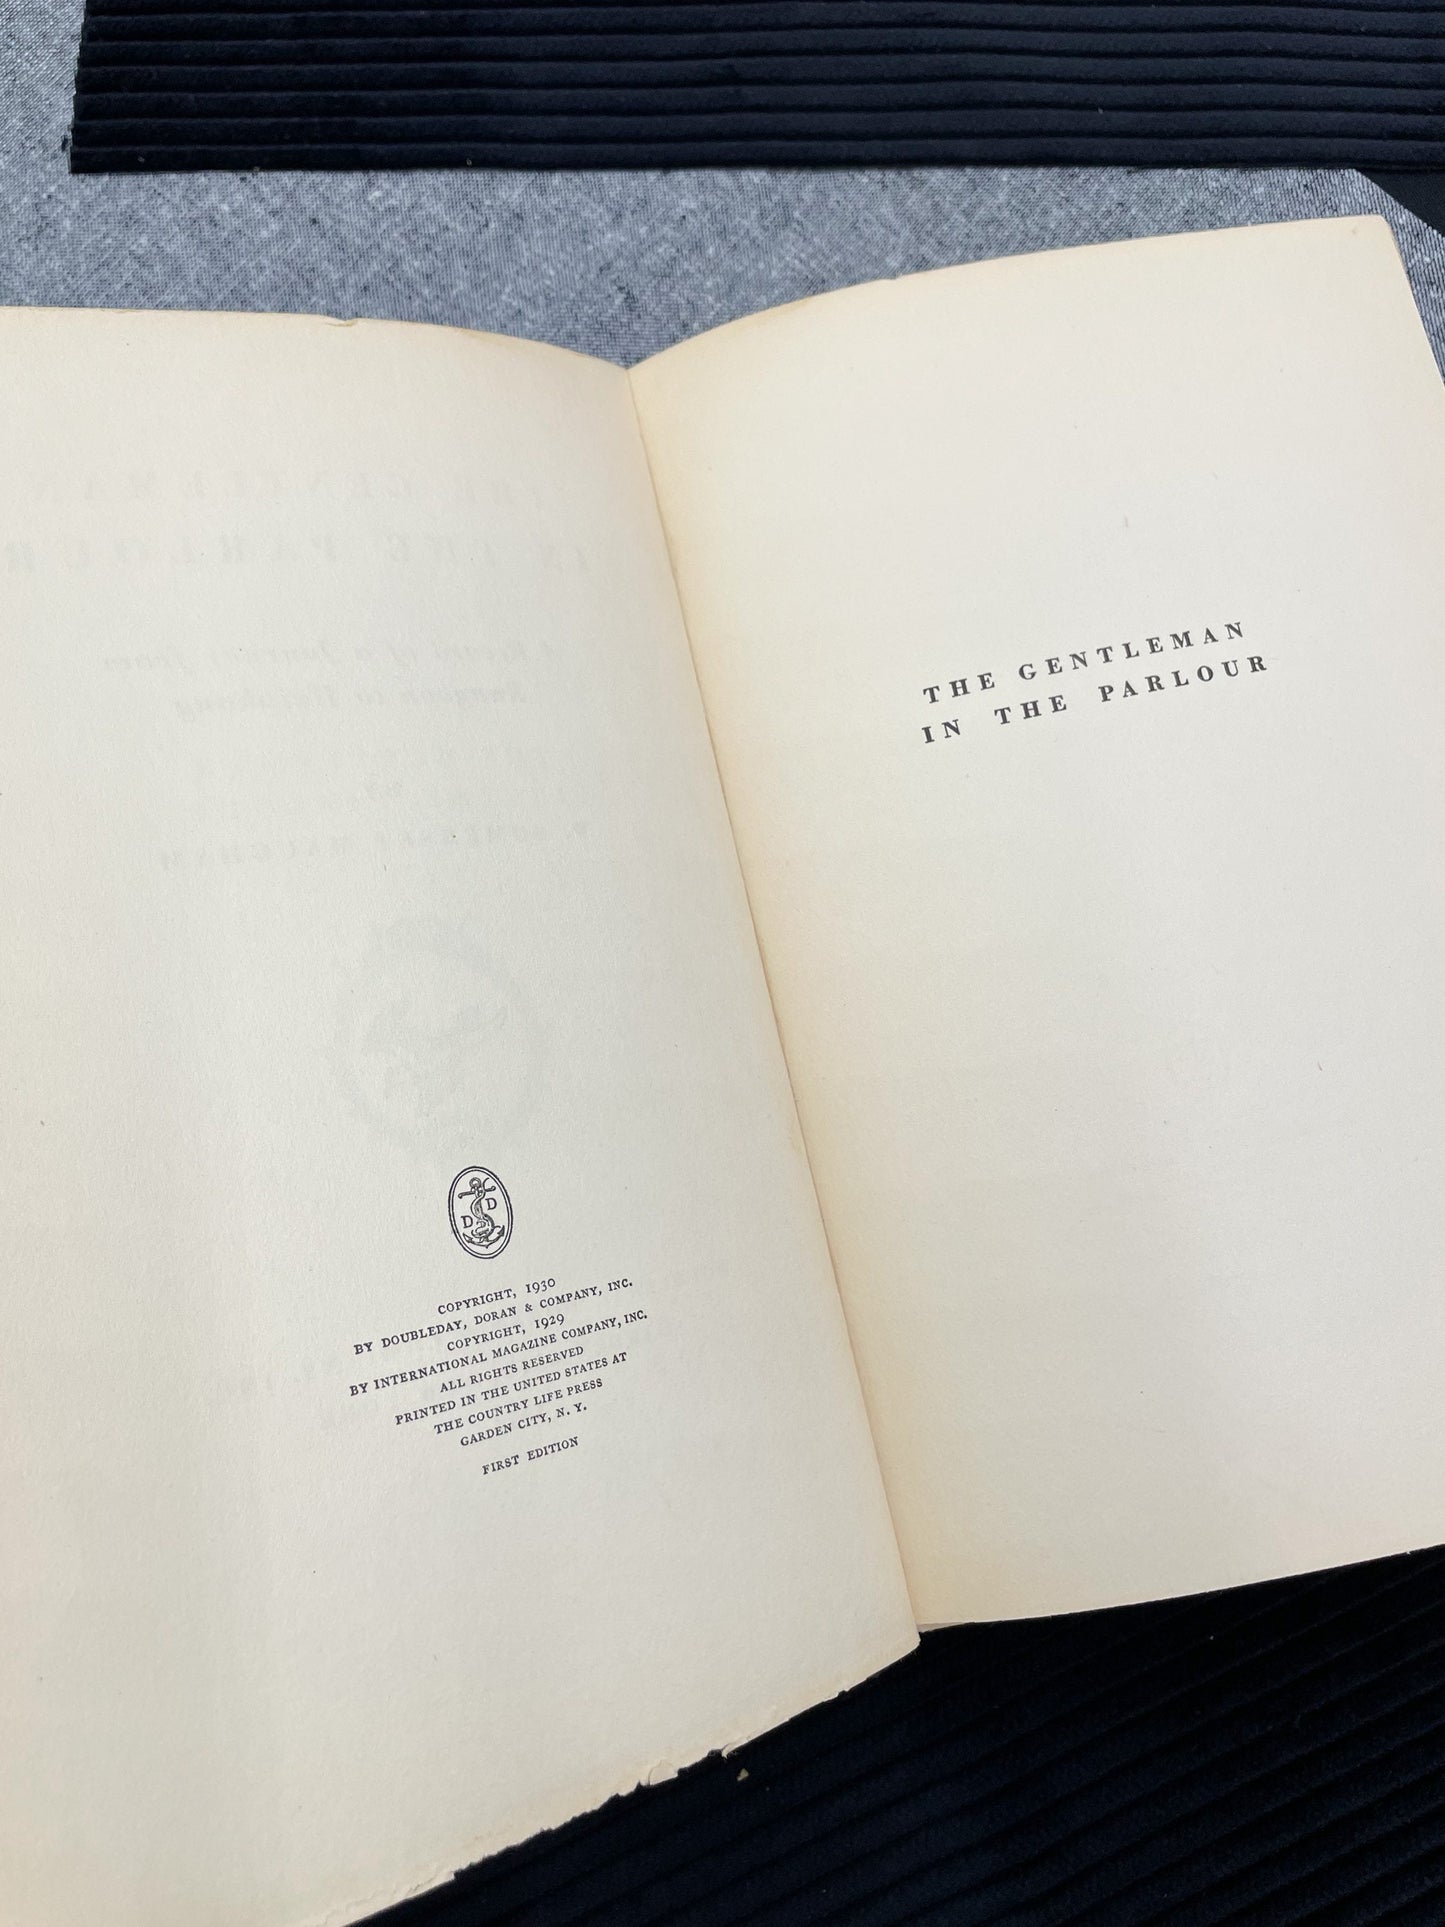 D D
COPYRIGHT, 1930
BY DOUBLEDAY, DORAN & COMPANY, INC.
COPYRIGHT, 1929
BY INTERNATIONAL MAGAZINE COMPANY, INC.
ALL RIGHTS RESERVED
PRINTED IN THE UNITED STATES AT
THE COUNTRY LIFE PRESS
GARDEN CITY, N. Y.
FIRST EDITION
THE GENTLEMAN
IN THE PARLOUR